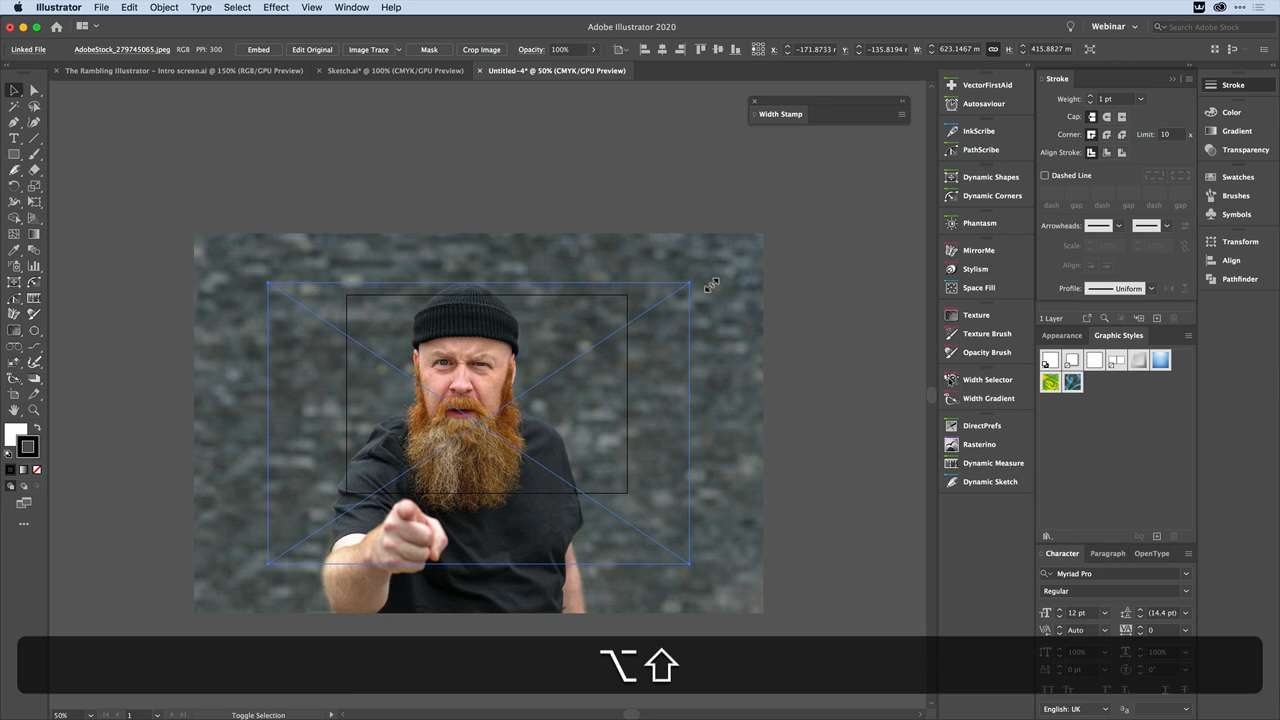 Illustrator File Edit Object Type Select Effect View Window Help
Adobe Illustrator 2020
Webinar
Search Adobe Stock
Linked File AdobeStock_279745065.jpeg RGB PPI: 300 Embed Edit Original Image Trace Mask Crop Image Opacity: 100% X: -171.8733 r Y: -135.8194 r W: 623.1467 m H: 415.8827 m
× The Rambling Illustrator – Intro screen.ai @ 150% (RGB/GPU Preview) × Sketch.ai* @ 100% (CMYK/GPU Preview) × Untitled-4* @ 50% (CMYK/GPU Preview)
Width Stamp
VectorFirstAid
Autosaviour
InkScribe
PathScribe
Dynamic Shapes
Dynamic Corners
Phantasm
MirrorMe
Stylism
Space Fill
Texture
Texture Brush
Opacity Brush
Width Selector
Width Gradient
DirectPrefs
Rasterino
Dynamic Measure
Dynamic Sketch
Stroke
Weight: 1 pt
Cap:
Corner: Limit: 10 x
Align Stroke:
Dashed Line
dash gap dash gap dash gap
Arrowheads:
Scale: 100% 100%
Align:
Profile: Uniform
1 Layer
Appearance Graphic Styles
Character Paragraph OpenType
Myriad Pro
Regular
12 pt (14.4 pt)
Auto 0
100% 100%
0 pt 0°
English: UK
Stroke
Color
Gradient
Transparency
Swatches
Brushes
Symbols
Transform
Align
Pathfinder
⌥⇧
50% 1 Toggle Selection